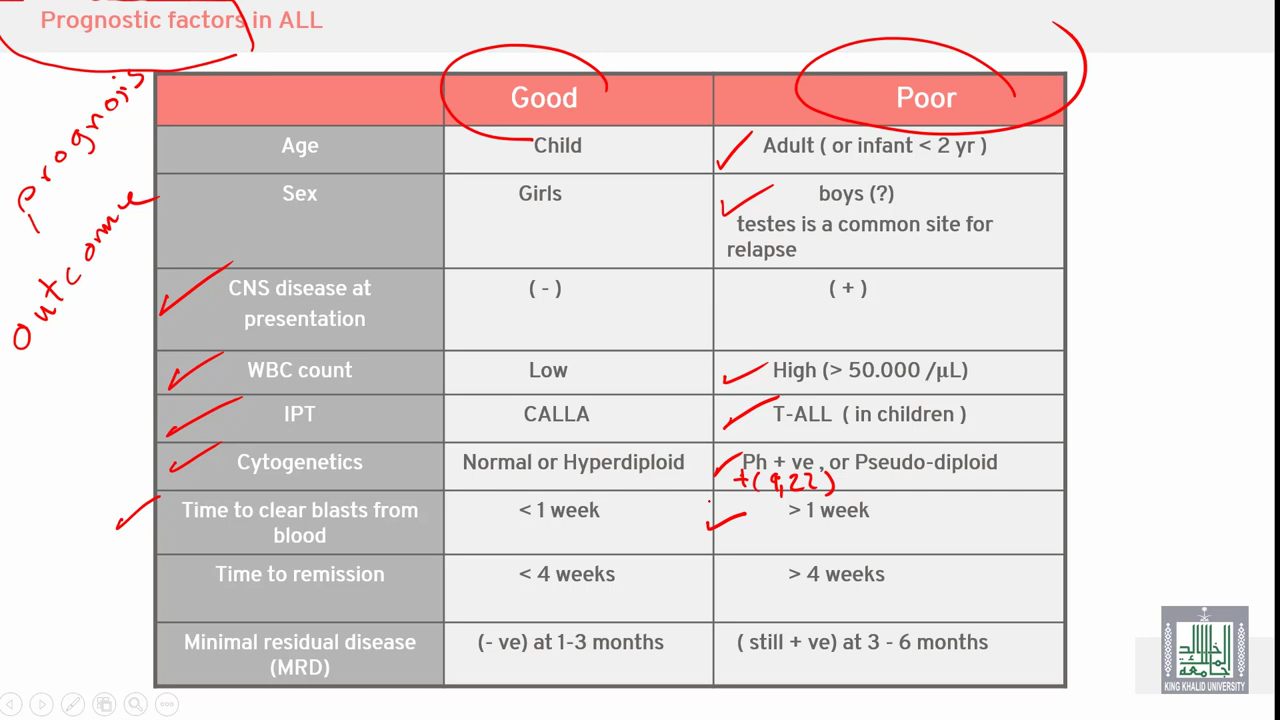 Prognostic factors in ALL
Prognosis
Outcome
Good Poor
Age Child Adult ( or infant < 2 yr )
Sex Girls boys (?)
testes is a common site for
relapse
CNS disease at
presentation ( - ) ( + )
WBC count Low High (> 50.000 /µL)
IPT CALLA T-ALL ( in children )
Cytogenetics Normal or Hyperdiploid Ph + ve , or Pseudo-diploid
t(9,22)
Time to clear blasts from
blood < 1 week > 1 week
Time to remission < 4 weeks > 4 weeks
Minimal residual disease
(MRD) (- ve) at 1-3 months ( still + ve) at 3 - 6 months
KING KHALID UNIVERSITY